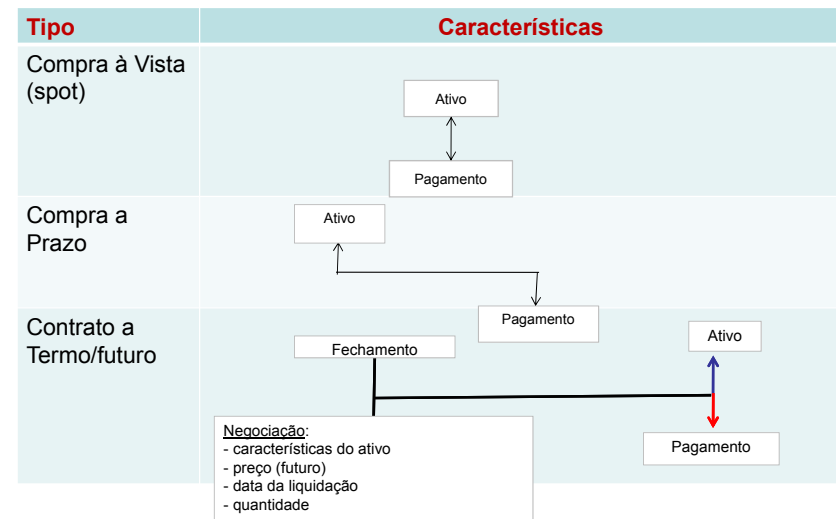 Tipo
Características
Compra à Vista
(spot)
Ativo
Pagamento
Compra a
Prazo
Ativo
Pagamento
Contrato a
Termo/futuro
Fechamento
Ativo
Negociação:
- características do ativo
- preço (futuro)
- data da liquidação
- quantidade
Pagamento